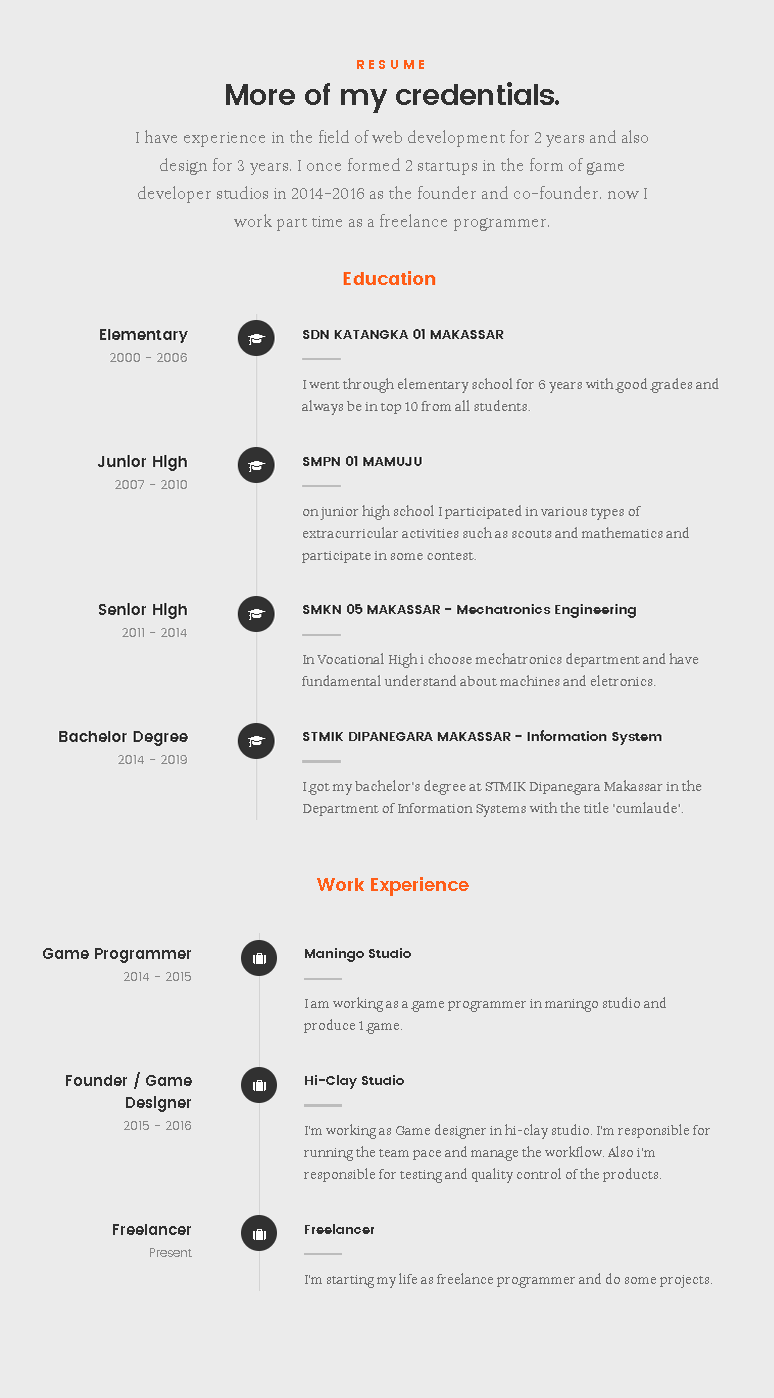 RESUME
More of my credentials.
I have experience in the field of web development for 2 years and also
design for 3 years. I once formed 2 startups in the form of game
developer studios in 2014-2016 as the founder and co-founder. now I
work part time as a freelance programmer.
Education
Elementary
2000 - 2006
SDN KATANGKA 01 MAKASSAR
I went through elementary school for 6 years with good grades and
always be in top 10 from all students.
Junior High
2007 - 2010
SMPN 01 MAMUJU
on junior high school I participated in various types of
extracurricular activities such as scouts and mathematics and
participate in some contest.
Senior High
2011 - 2014
SMKN 05 MAKASSAR - Mechatronics Engineering
In Vocational High i choose mechatronics department and have
fundamental understand about machines and eletronics.
Bachelor Degree
2014 - 2019
STMIK DIPANEGARA MAKASSAR - Information System
I got my bachelor's degree at STMIK Dipanegara Makassar in the
Department of Information Systems with the title 'cumlaude'.
Work Experience
Game Programmer
2014 - 2015
Maningo Studio
I am working as a game programmer in maningo studio and
produce 1 game.
Founder / Game
Designer
2015 - 2016
Hi-Clay Studio
I'm working as Game designer in hi-clay studio. I'm responsible for
running the team pace and manage the workflow. Also i'm
responsible for testing and quality control of the products.
Freelancer
Present
Freelancer
I'm starting my life as freelance programmer and do some projects.